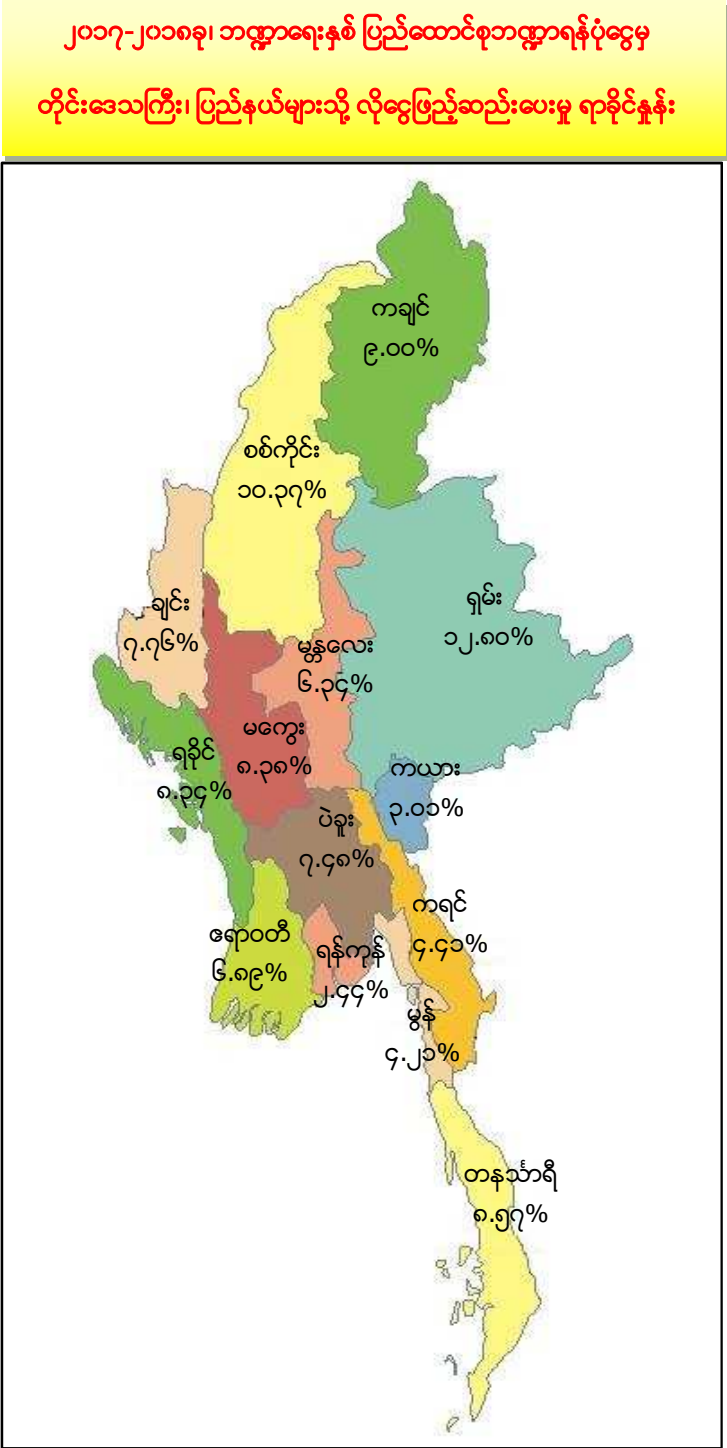 ၂၀၁၇-၂၀၁၈ခု၊ ဘဏ္ဍာရေးနှစ် ပြည်ထောင်စုဘဏ္ဍာရန်ပုံငွေမှ
တိုင်းဒေသကြီး၊ ပြည်နယ်များသို့ လိုငွေဖြည့်ဆည်းပေးမှု ရာခိုင်နှုန်း
ကချင်
၉.၀၀%
စစ်ကိုင်း
၁၀.၃၇%
ချင်း
၇.၇၆%
ရှမ်း
၁၂.၈၀%
မန္တလေး
၆.၃၄%
မကွေး
၈.၃၈%
ရခိုင်
၈.၃၄%
ကယား
၃.၀၁%
ပဲခူး
၇.၄၈%
ကရင်
၄.၄၁%
ဧရာဝတီ
၆.၈၉%
ရန်ကုန်
၂.၄၄%
မွန်
၄.၂၁%
တနင်္သာရီ
၈.၅၇%